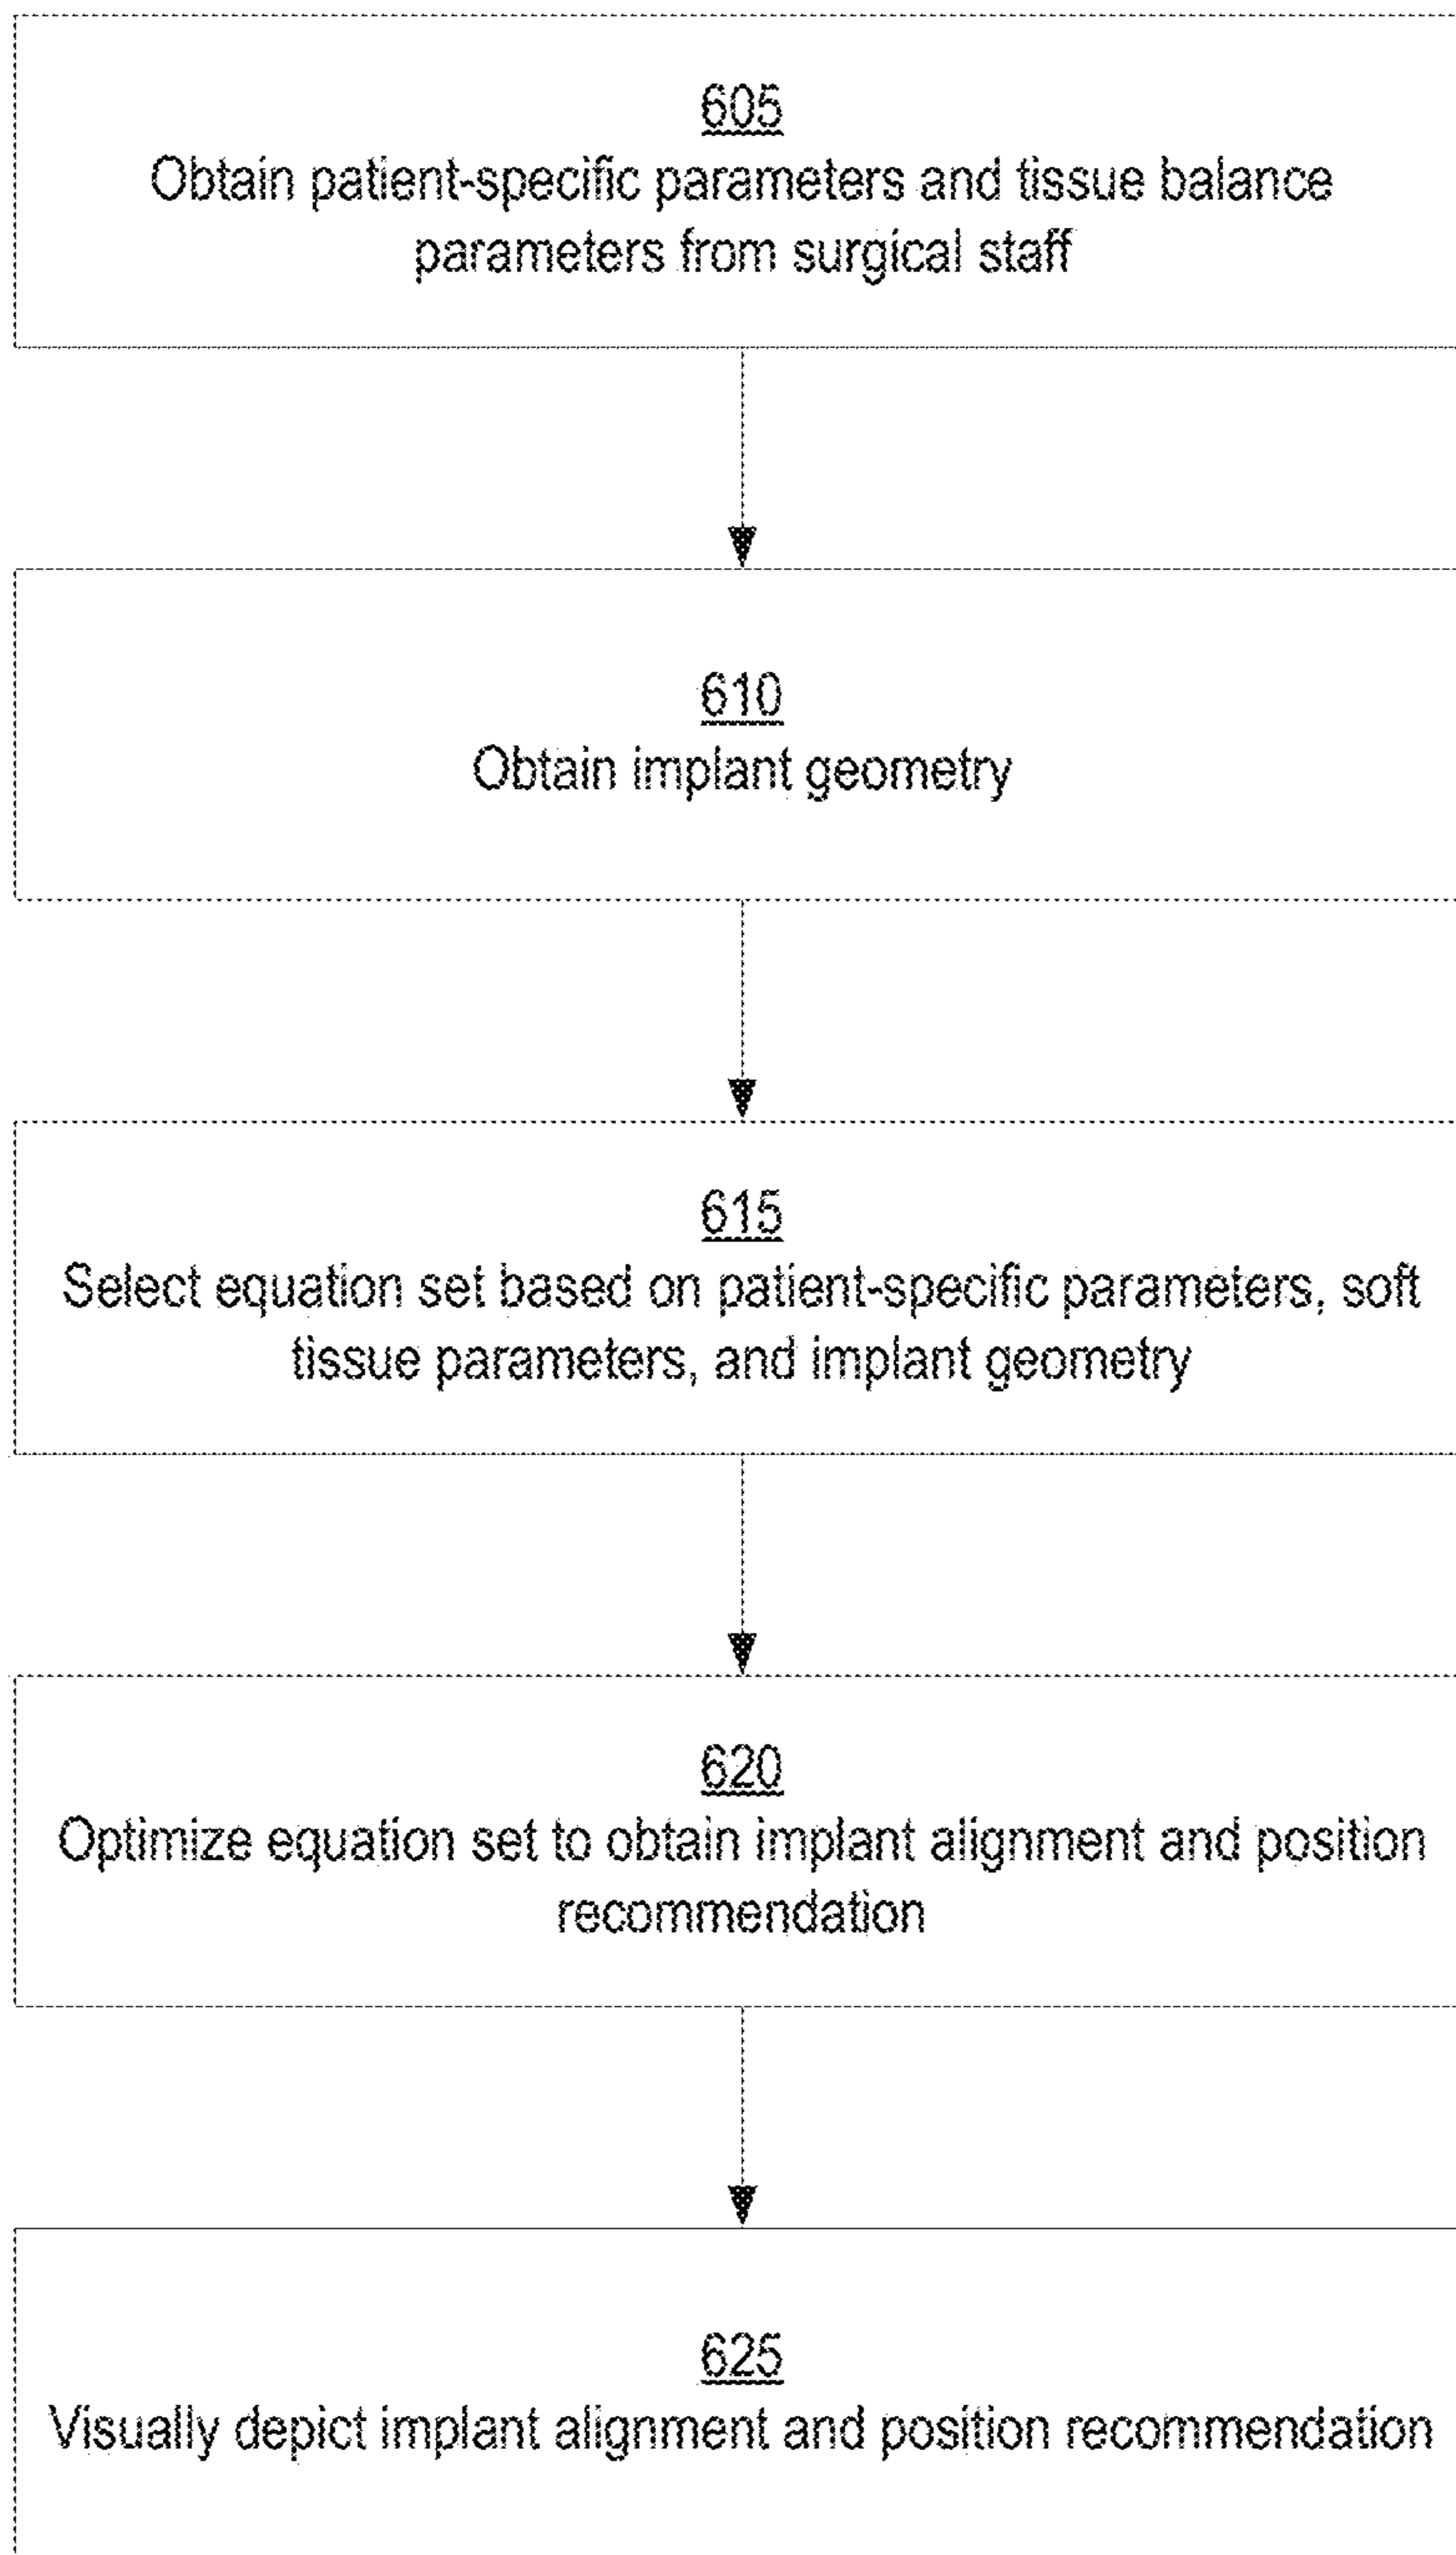 605
Obtain patient-specific parameters and tissue balance
parameters from surgical staff
610
Obtain implant geometry
615
Select equation set based on patient-specific parameters, soft
tissue parameters, and implant geometry
620
Optimize equation set to obtain implant alignment and position
recommendation
625
Visually depict implant alignment and position recommendation